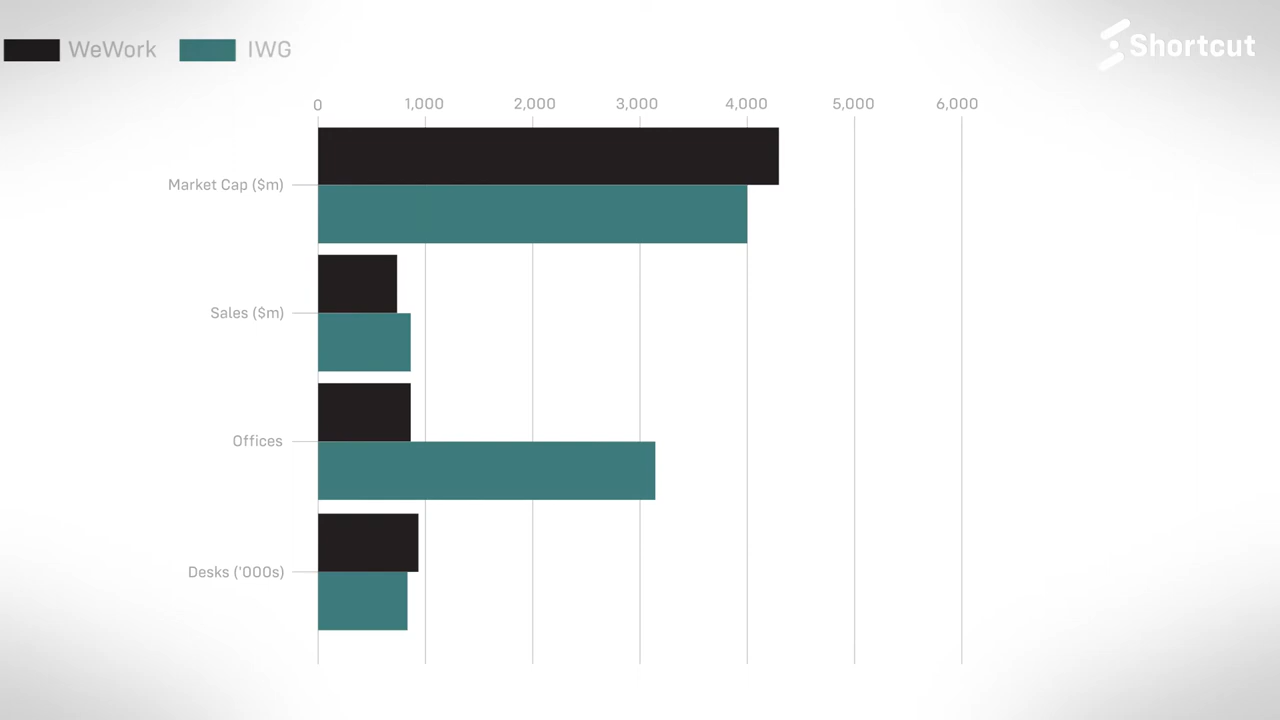 WeWork IWG
Shortcut
0 1,000 2,000 3,000 4,000 5,000 6,000
Market Cap ($m)
Sales ($m)
Offices
Desks ('000s)